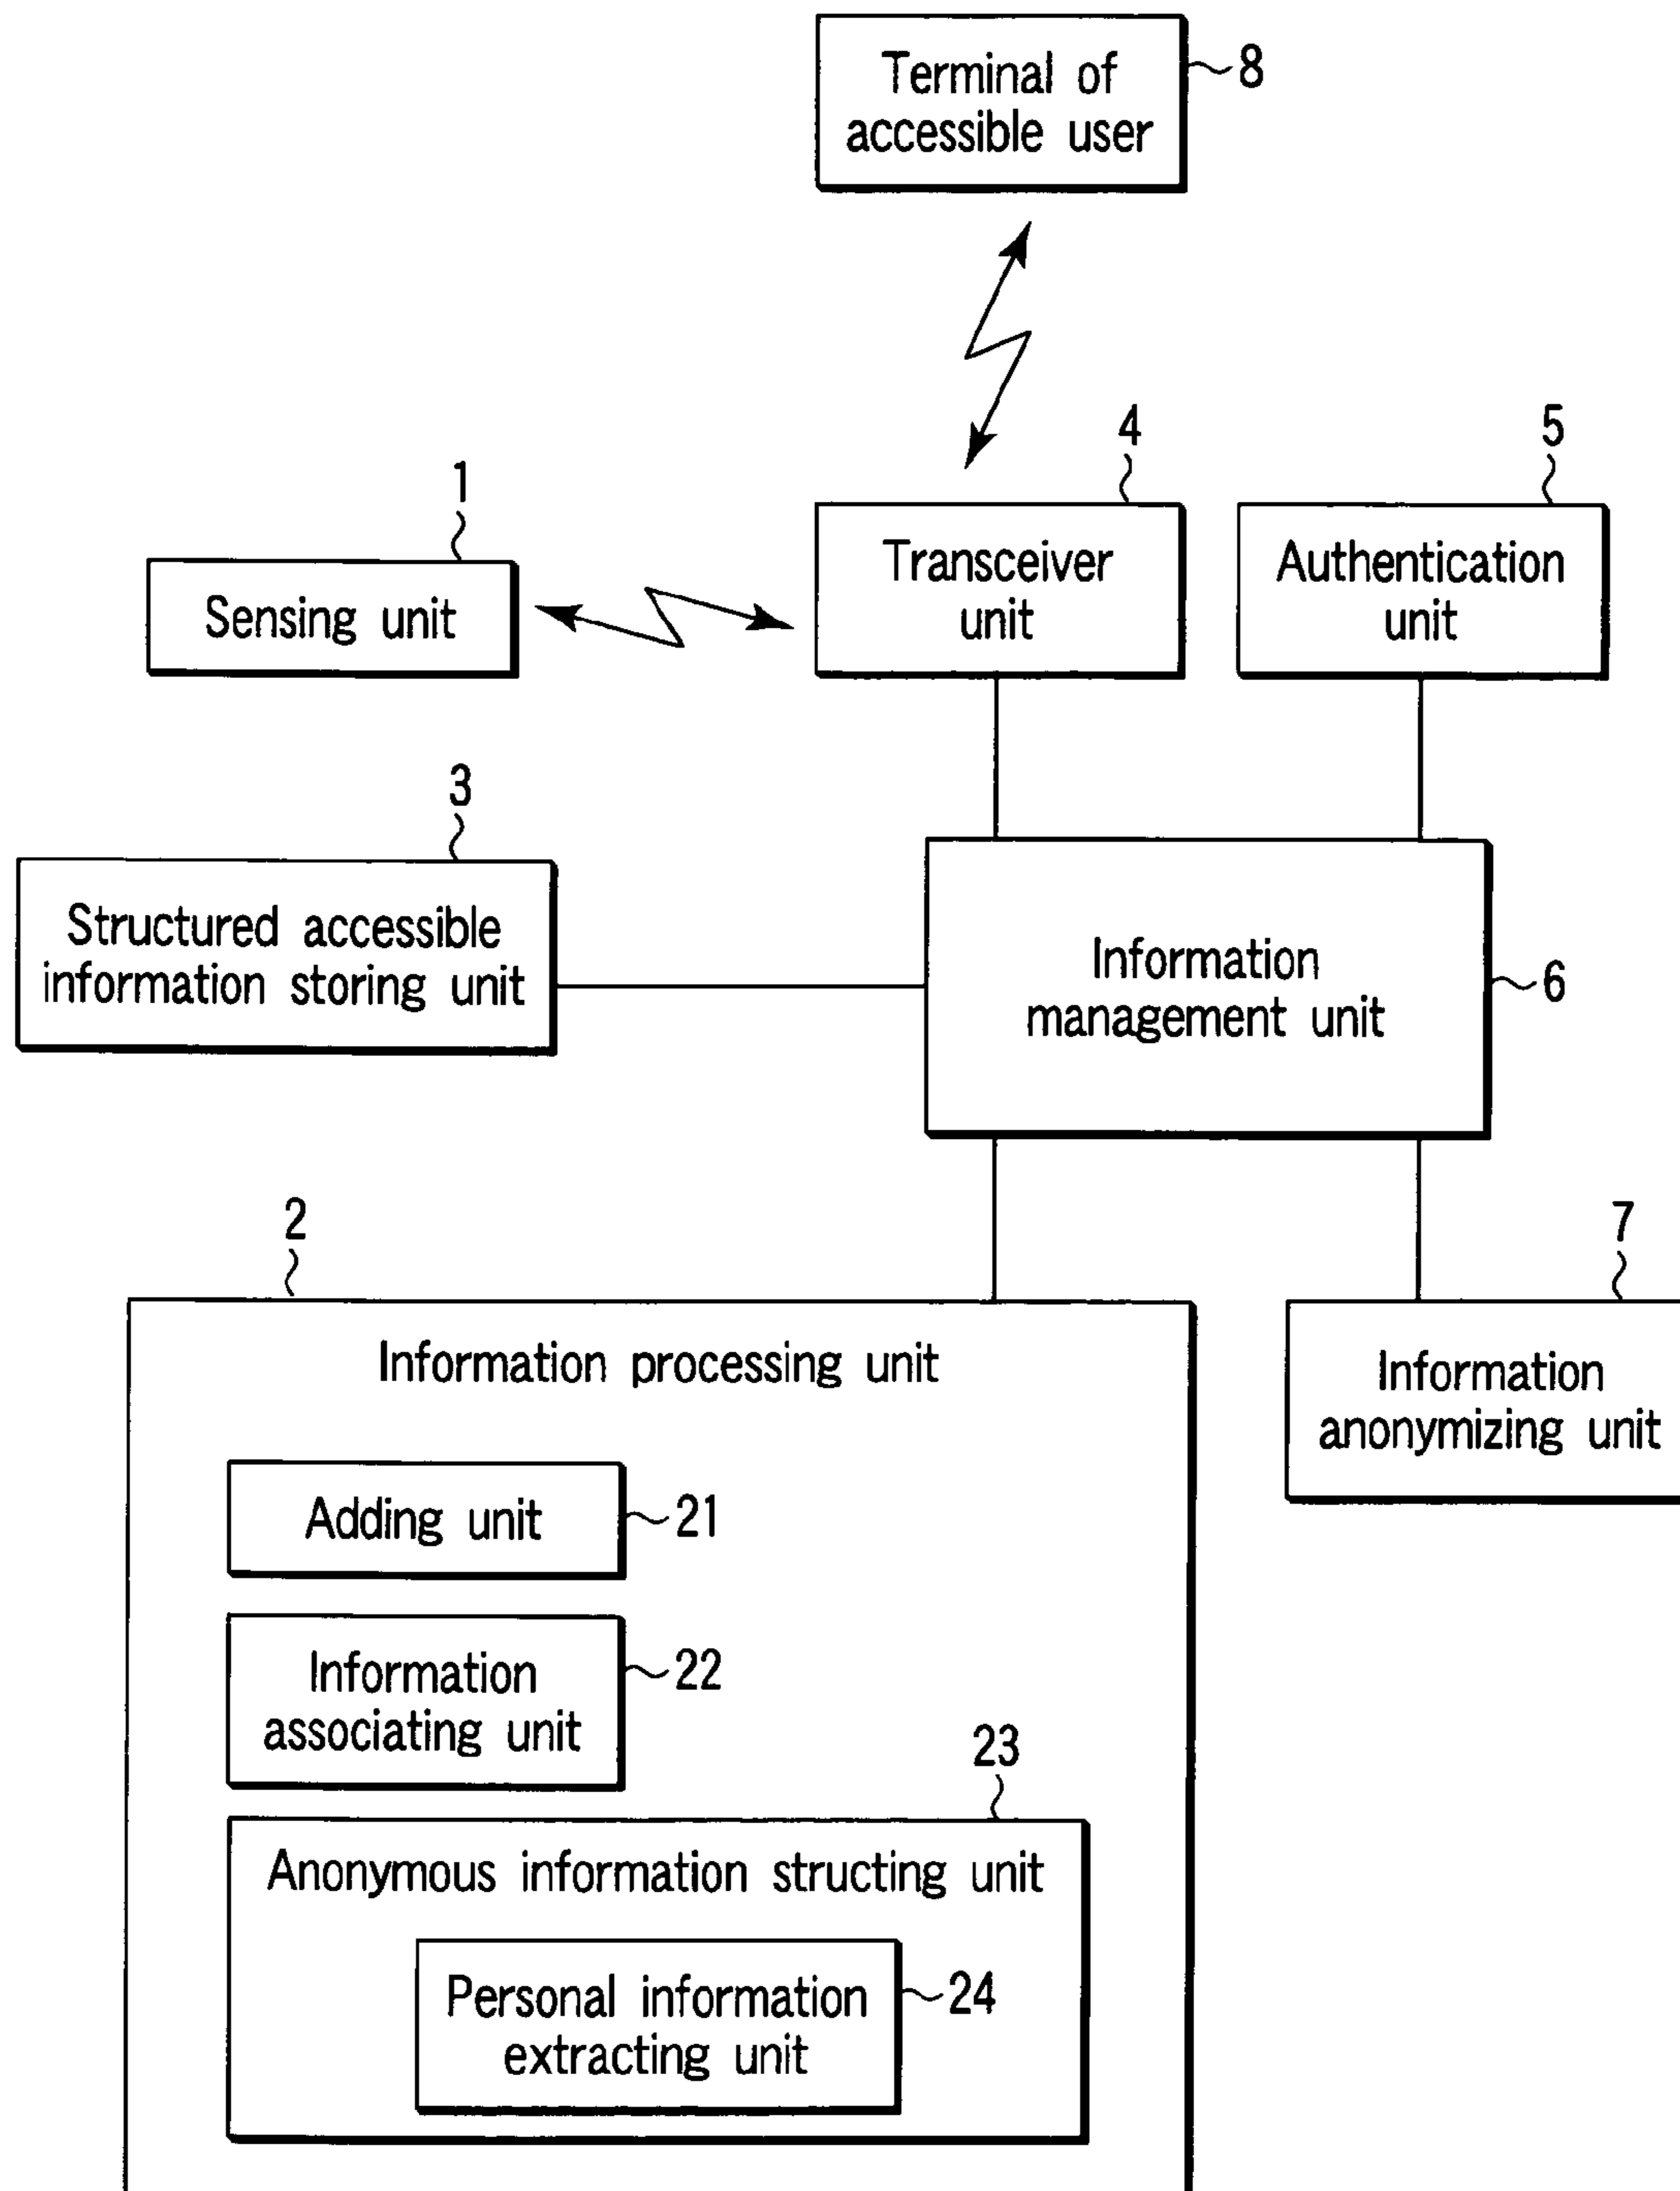 Terminal of
accessible user
8
4
5
1
Transceiver
unit
Authentication
unit
Sensing unit
3
Structured accessible
information storing unit
Information
management unit
6
2
7
Information processing unit
Information
anonymizing unit
Adding unit
21
Information
associating unit
22
23
Anonymous information structing unit
Personal information
extracting unit
24